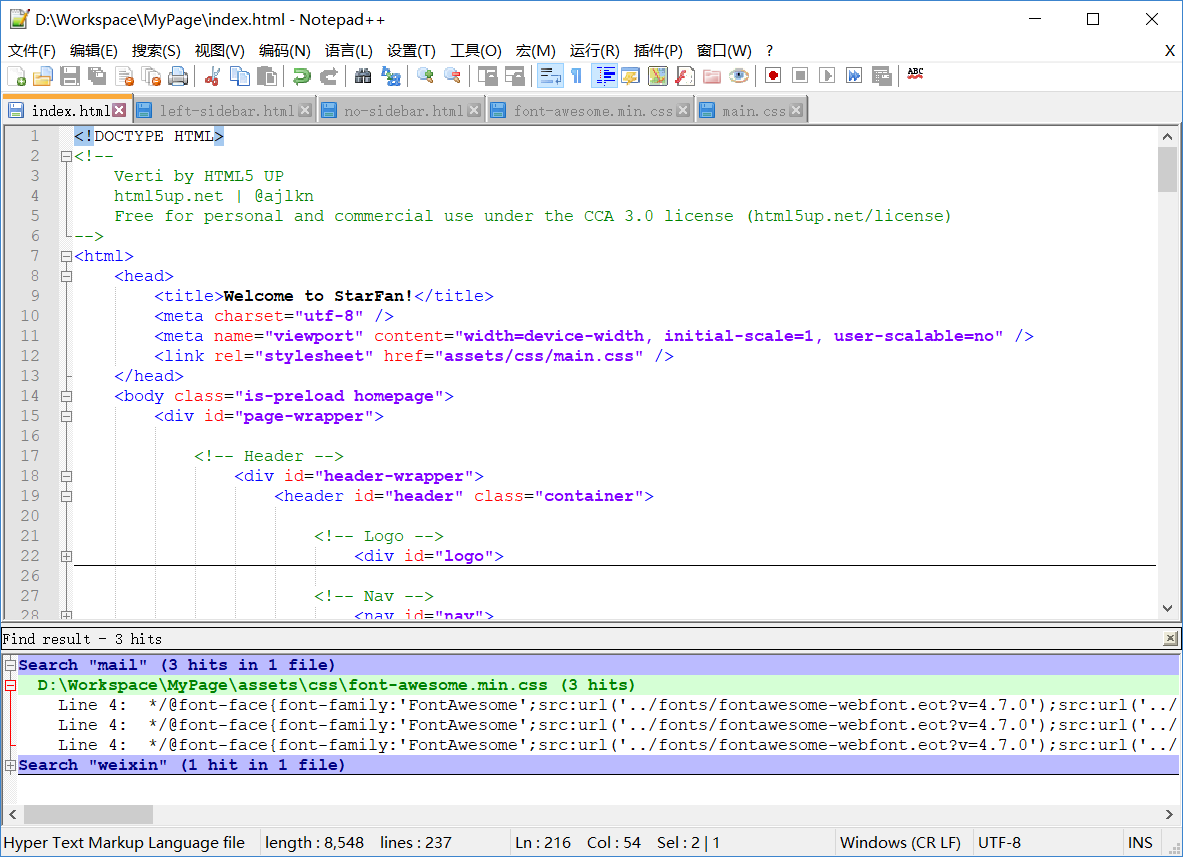 D:\Workspace\MyPage\index.html - Notepad++
文件(F) 编辑(E) 搜索(S) 视图(V) 编码(N) 语言(L) 设置(T) 工具(O) 宏(M) 运行(R) 插件(P) 窗口(W) ? X
ABC
index.html left-sidebar.html no-sidebar.html font-awesome.min.css main.css
1 <!DOCTYPE HTML>
2 <!--
3 Verti by HTML5 UP
4 html5up.net | @ajlkn
5 Free for personal and commercial use under the CCA 3.0 license (html5up.net/license)
6 -->
7 <html>
8 <head>
9 <title>Welcome to StarFan!</title>
10 <meta charset="utf-8" />
11 <meta name="viewport" content="width=device-width, initial-scale=1, user-scalable=no" />
12 <link rel="stylesheet" href="assets/css/main.css" />
13 </head>
14 <body class="is-preload homepage">
15 <div id="page-wrapper">
16
17 <!-- Header -->
18 <div id="header-wrapper">
19 <header id="header" class="container">
20
21 <!-- Logo -->
22 <div id="logo">
26
27 <!-- Nav -->
28 <nav id="nav">
Find result - 3 hits
Search "mail" (3 hits in 1 file)
D:\Workspace\MyPage\assets\css\font-awesome.min.css (3 hits)
Line 4: */@font-face{font-family:'FontAwesome';src:url('../fonts/fontawesome-webfont.eot?v=4.7.0');src:url('../
Line 4: */@font-face{font-family:'FontAwesome';src:url('../fonts/fontawesome-webfont.eot?v=4.7.0');src:url('../
Line 4: */@font-face{font-family:'FontAwesome';src:url('../fonts/fontawesome-webfont.eot?v=4.7.0');src:url('../
Search "weixin" (1 hit in 1 file)
Hyper Text Markup Language file length : 8,548 lines : 237 Ln : 216 Col : 54 Sel : 2 | 1 Windows (CR LF) UTF-8 INS